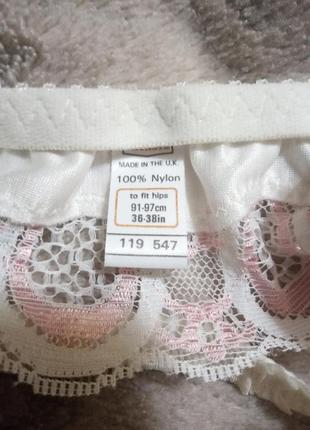 MADE IN THE U.K.
100% Nylon
to fit hips
91-97cm
36-38in
119 547